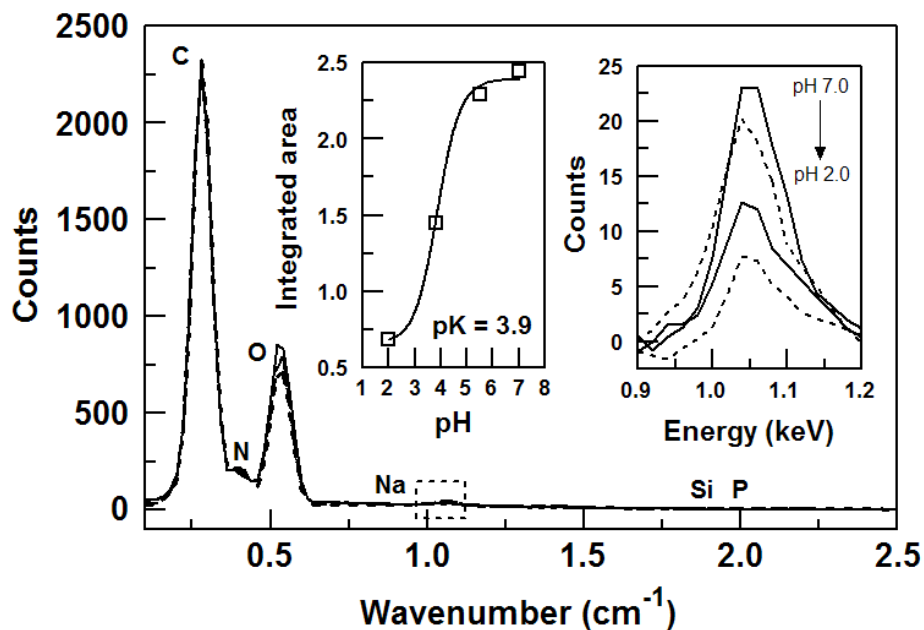 2500
2000
1500
1000
500
0
Counts
C
N
O
Na
Si P
0.5 1.0 1.5 2.0 2.5
Wavenumber (cm-1)
2.5
2.0
1.5
1.0
0.5
Integrated area
pK = 3.9
1 2 3 4 5 6 7 8
pH
25
20
15
10
5
0
Counts
pH 7.0
pH 2.0
0.9 1.0 1.1 1.2
Energy (keV)